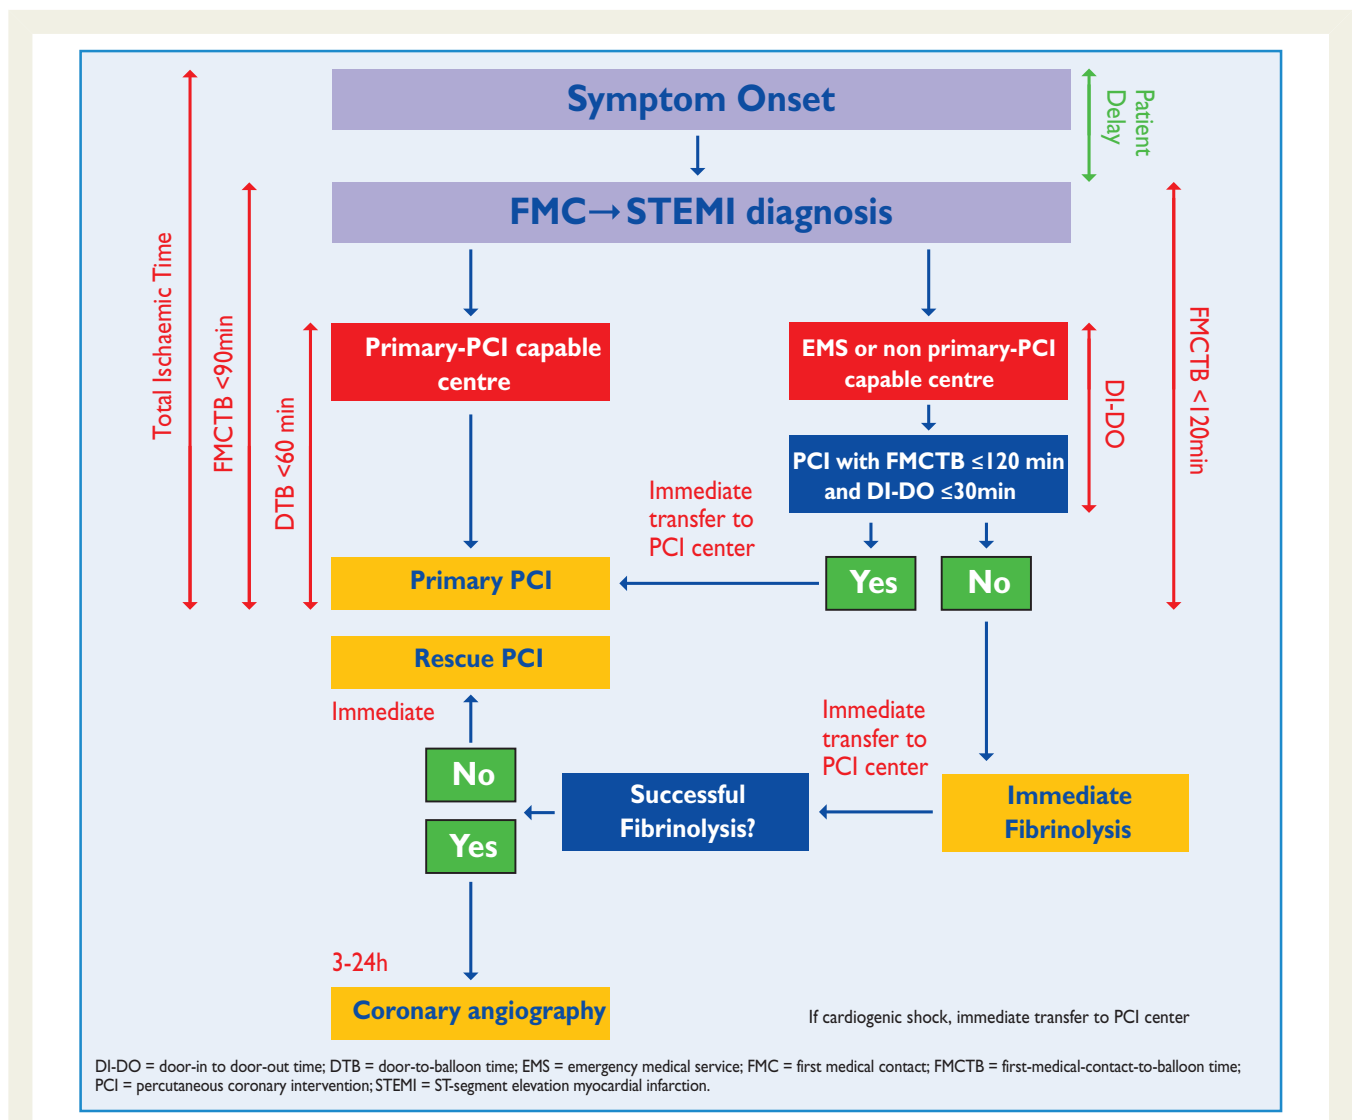 Symptom Onset
Patient
Delay
FMC→STEMI diagnosis
Total Ischaemic Time
FMCTB <90min
DTB <60 min
Primary-PCI capable
centre
EMS or non primary-PCI
capable centre
DI-DO
FMCTB <120min
PCI with FMCTB ≤120 min
and DI-DO ≤30min
Immediate
transfer to
PCI center
Primary PCI
Yes
No
Rescue PCI
Immediate
Immediate
transfer to
PCI center
No
Yes
Successful
Fibrinolysis?
Immediate
Fibrinolysis
3-24h
Coronary angiography
If cardiogenic shock, immediate transfer to PCI center
DI-DO = door-in to door-out time; DTB = door-to-balloon time; EMS = emergency medical service; FMC = first medical contact; FMCTB = first-medical-contact-to-balloon time;
PCI = percutaneous coronary intervention; STEMI = ST-segment elevation myocardial infarction.